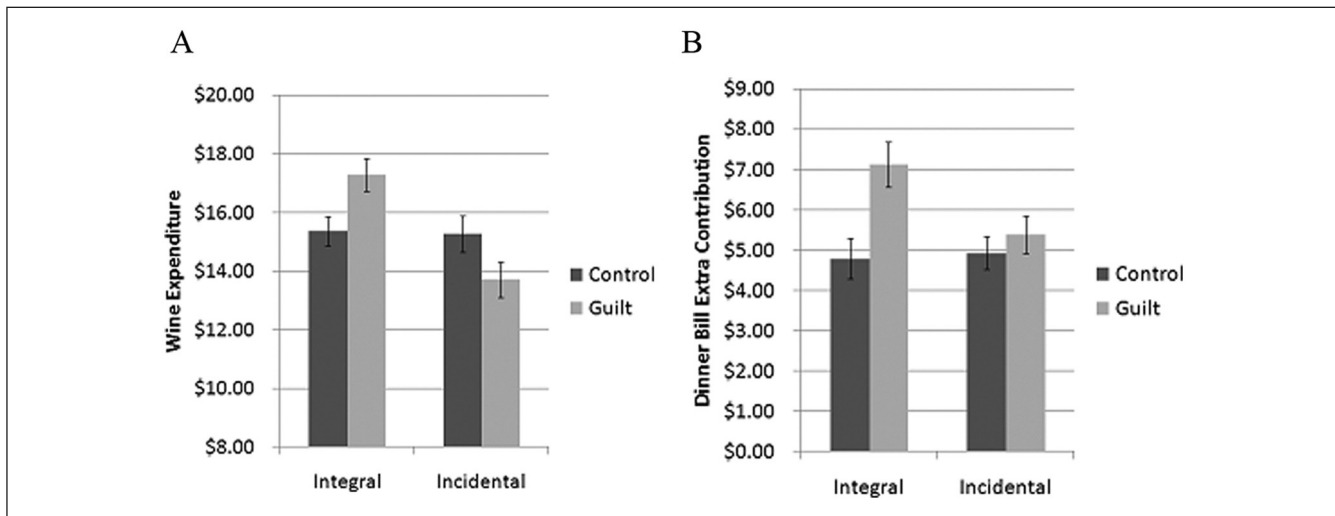 A
$20.00
$18.00
$16.00
$14.00
$12.00
$10.00
$8.00
Wine Expenditure
Integral
Incidental
Control
Guilt
B
$9.00
$8.00
$7.00
$6.00
$5.00
$4.00
$3.00
$2.00
$1.00
$0.00
Dinner Bill Extra Contribution
Integral
Incidental
Control
Guilt